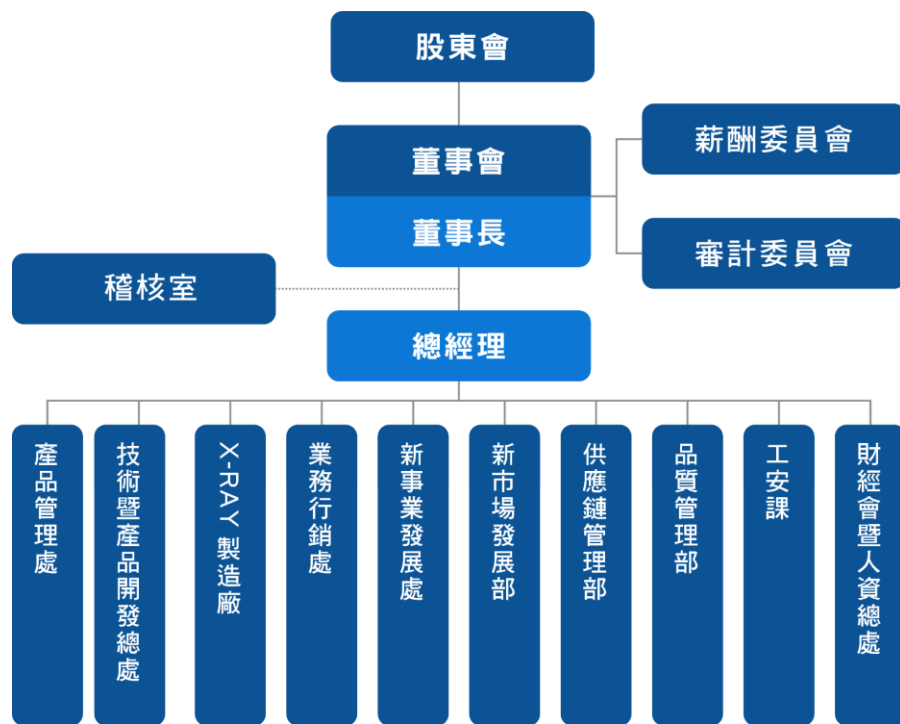 股東會
董事會
董事長
薪酬委員會
審計委員會
稽核室
總經理
產品管理處
技術暨產品開發總處
X-RAY 製造廠
業務行銷處
新事業發展處
新市場發展部
供應鏈管理部
品質管理部
工安課
財經會暨人資總處